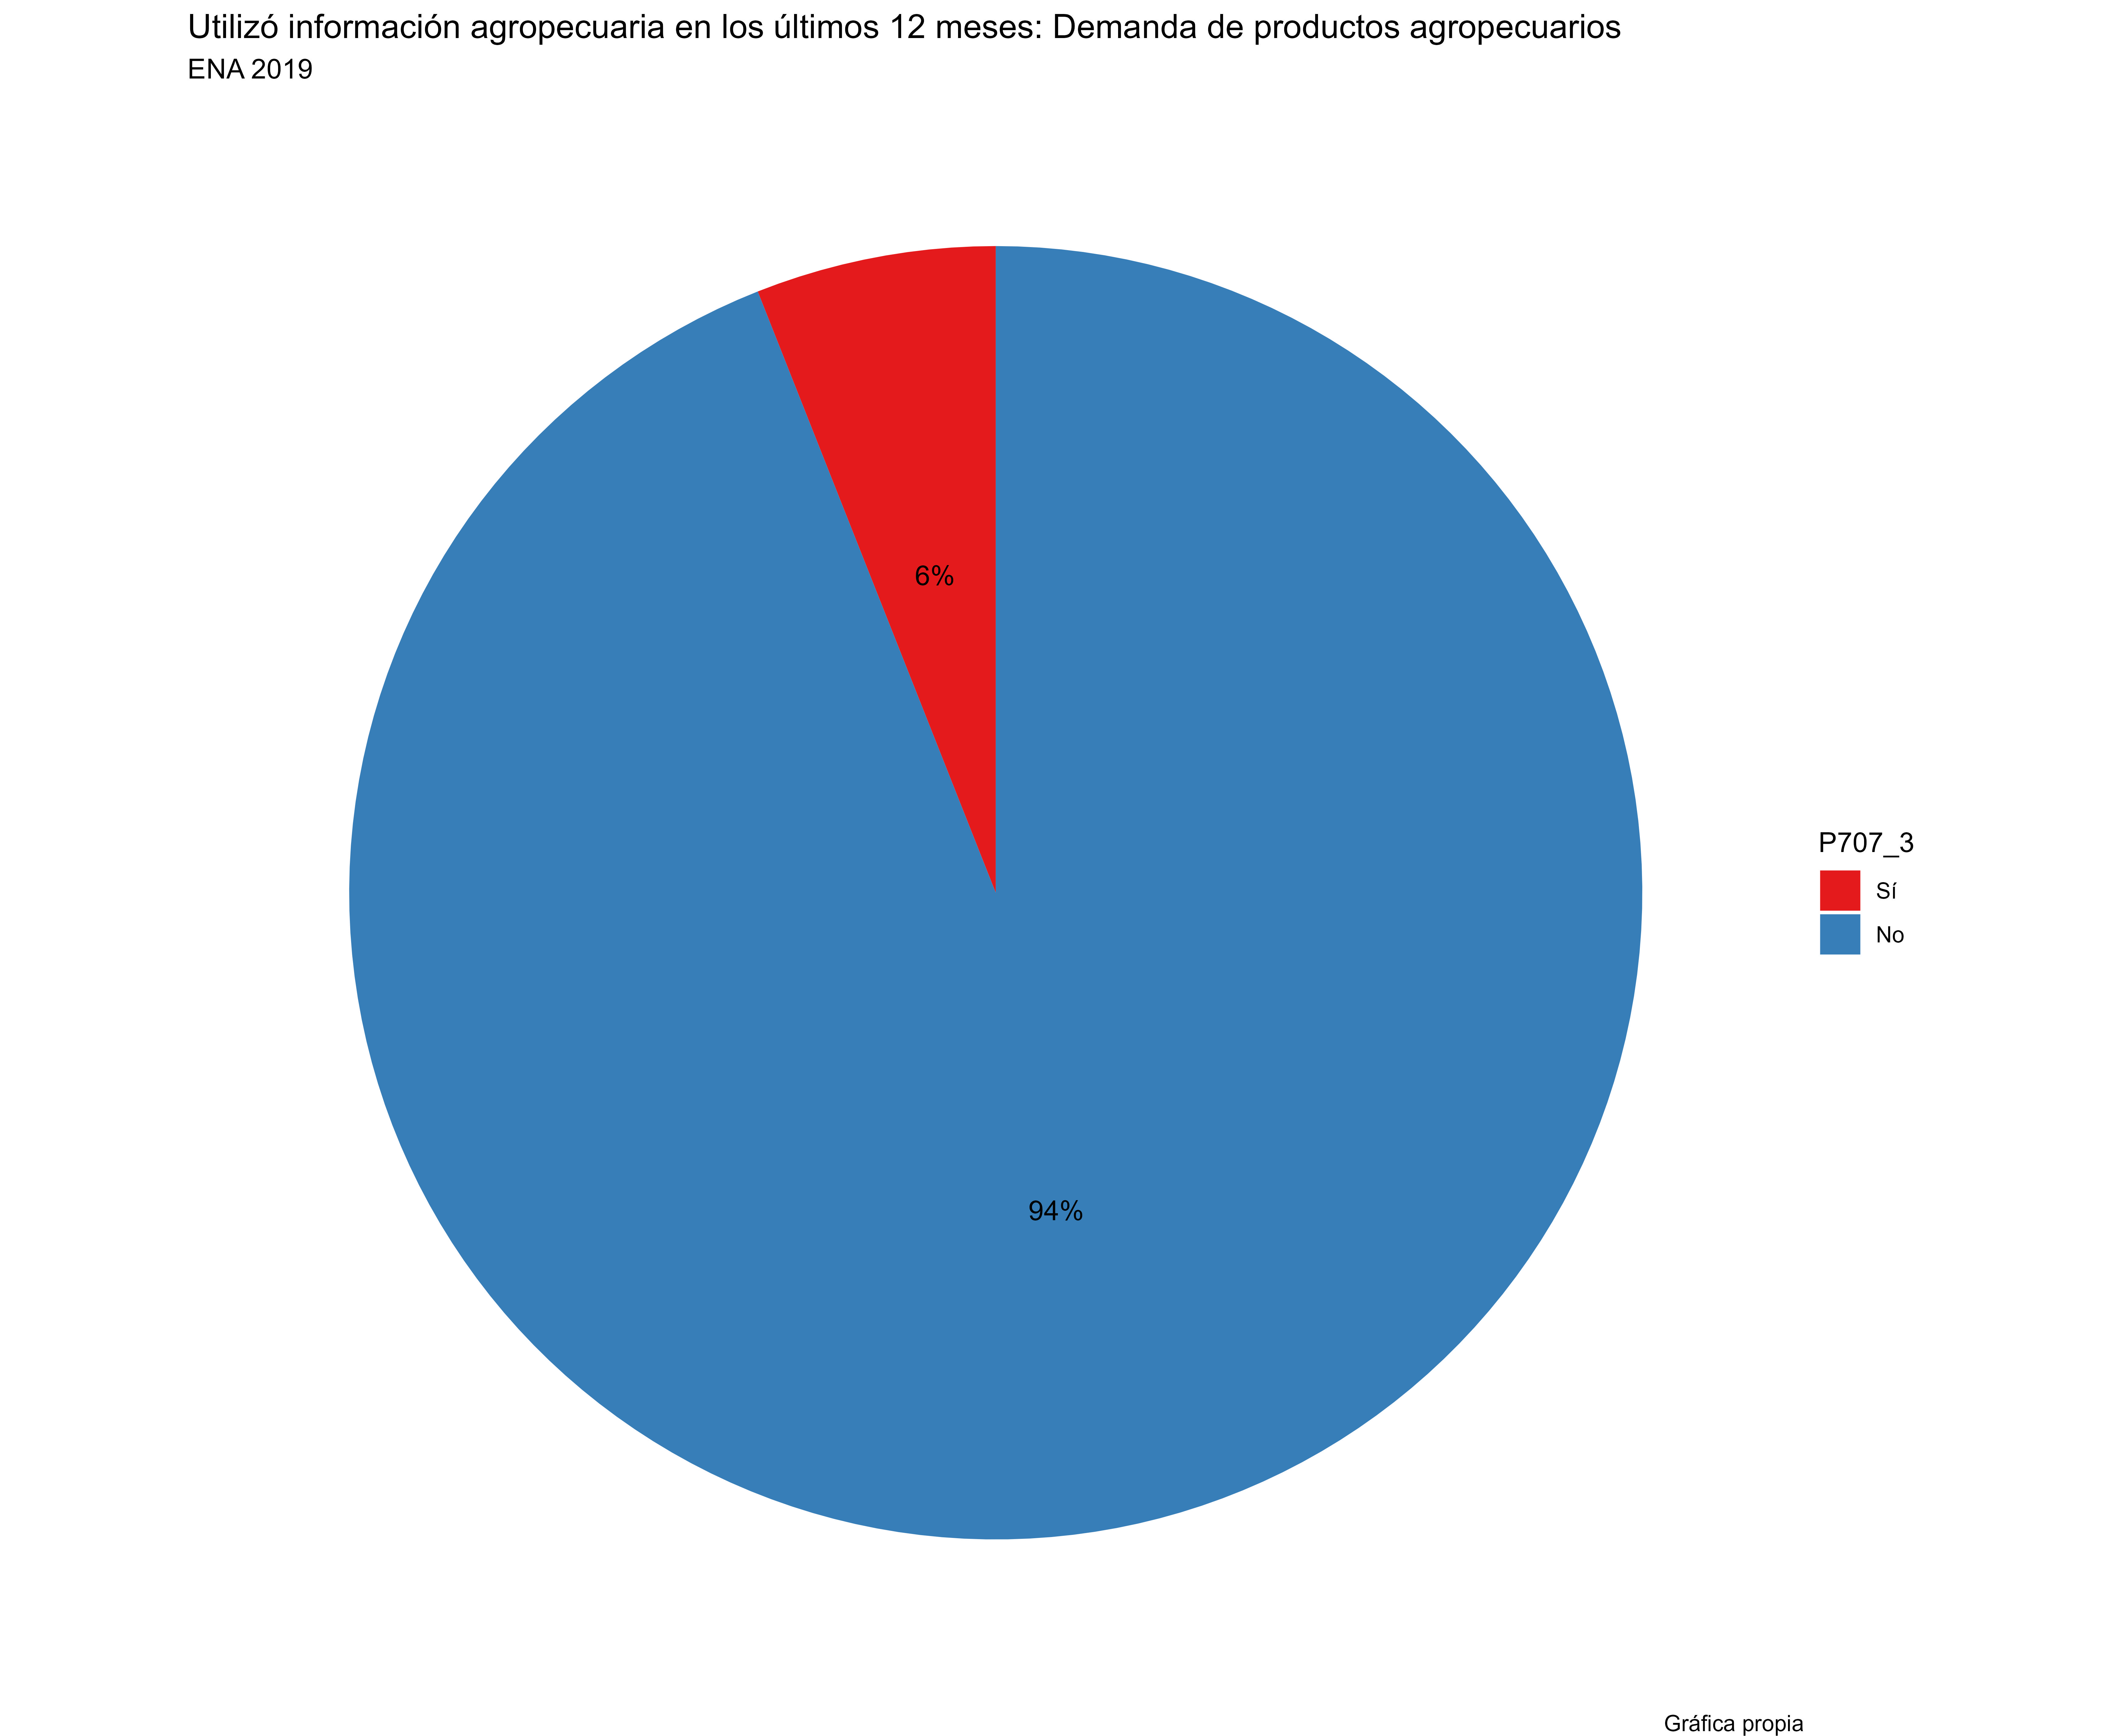 Utilizó información agropecuaria en los últimos 12 meses: Demanda de productos agropecuarios
ENA 2019
6%
94%
P707_3
Sí
No
Gráfica propia